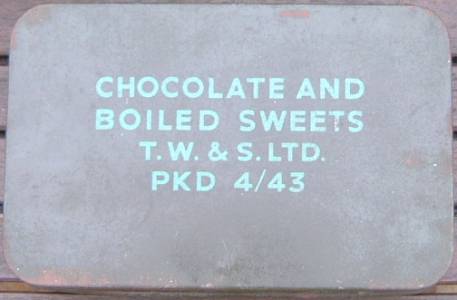 CHOCOLATE AND
BOILED SWEETS
T.W. & S. LTD.
PKD 4/43